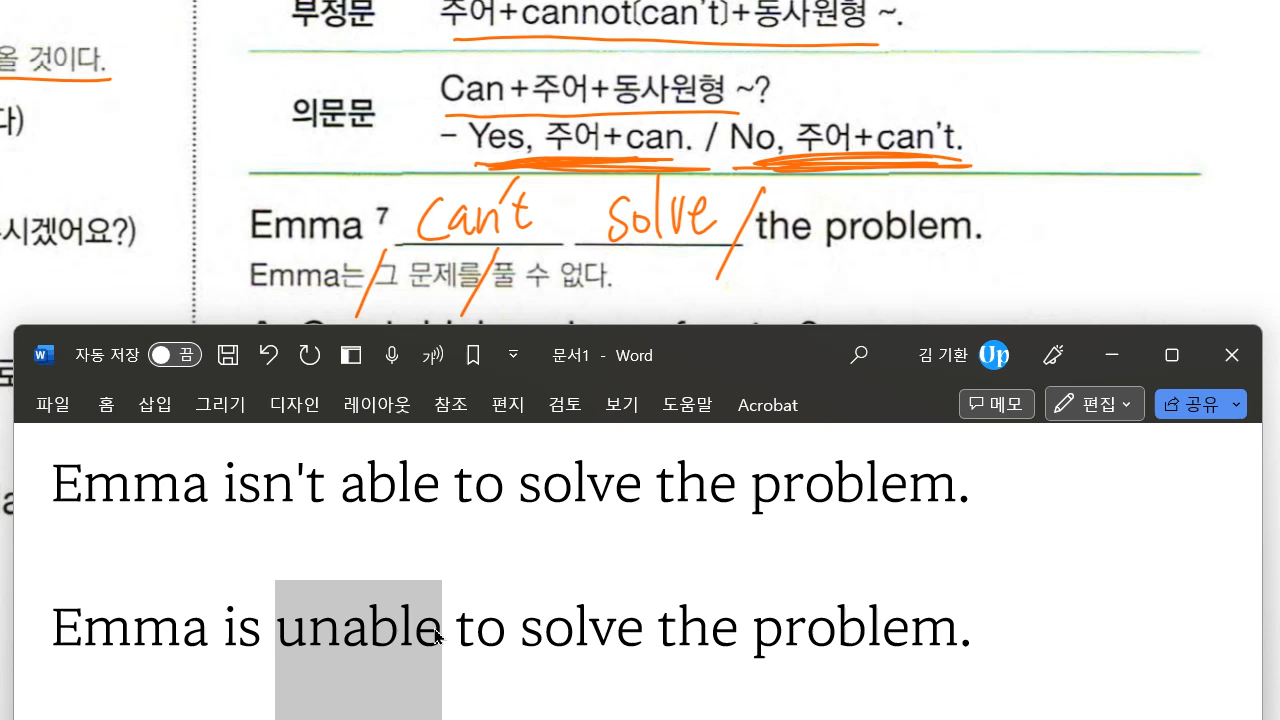 부정문 주어+cannot(can't)+동사원형 ~.
올 것이다.
Can+주어+동사원형 ~?
다)
의문문
– Yes, 주어+can. / No, 주어+can't.
시겠어요?)
Emma 7 can't solve the problem.
Emma는 그 문제를 풀 수 없다.
자동 저장 끔 가)) 문서1 - Word 김 기환 Up
파일 홈 삽입 그리기 디자인 레이아웃 참조 편지 검토 보기 도움말 Acrobat 메모 편집 공유
Emma isn't able to solve the problem.
Emma is unable to solve the problem.